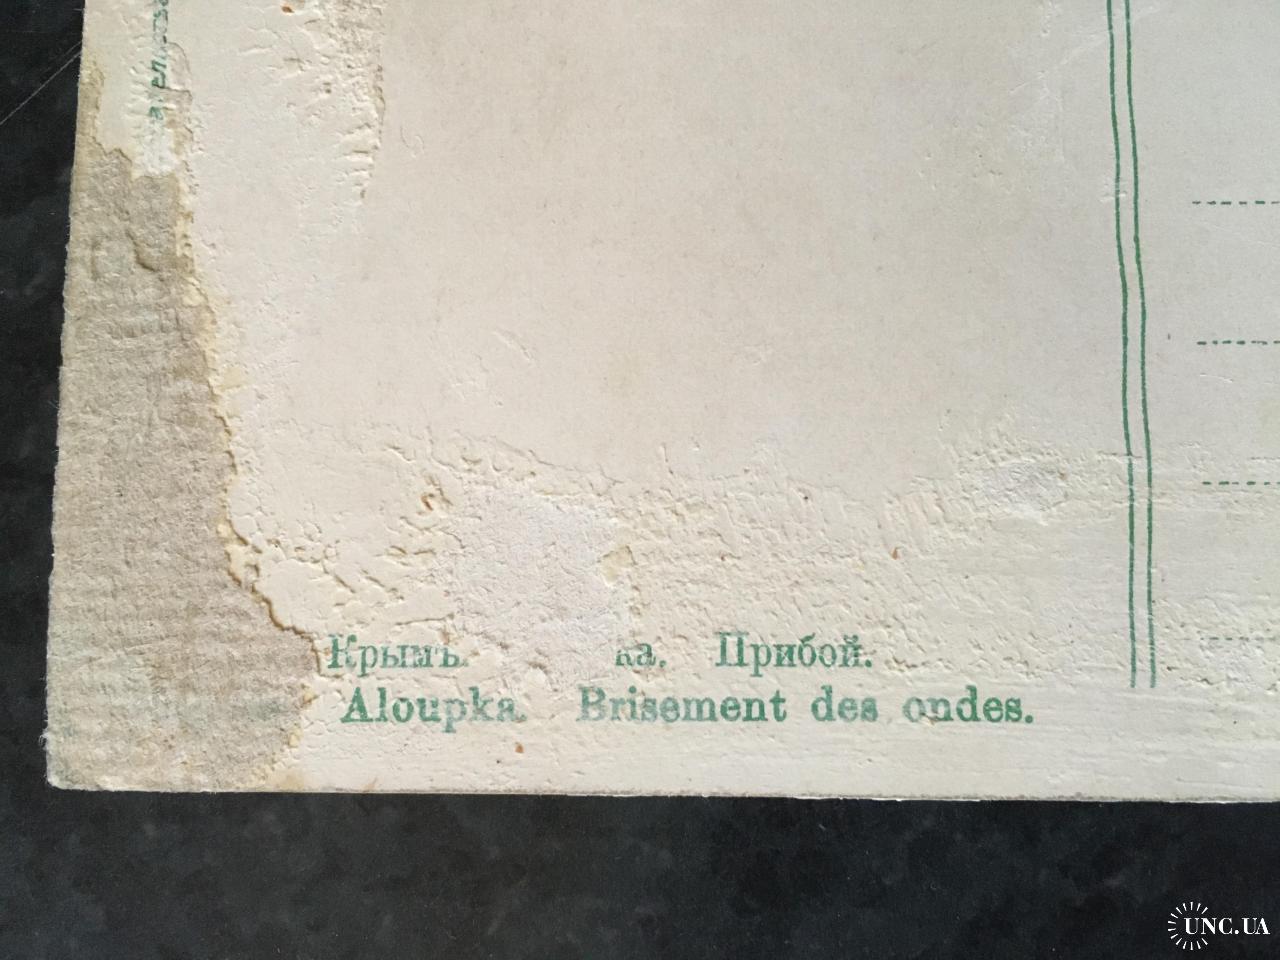 Крымъ. ка. Прибой.
Aloupka. Brisement des ondes.
UNC.UA